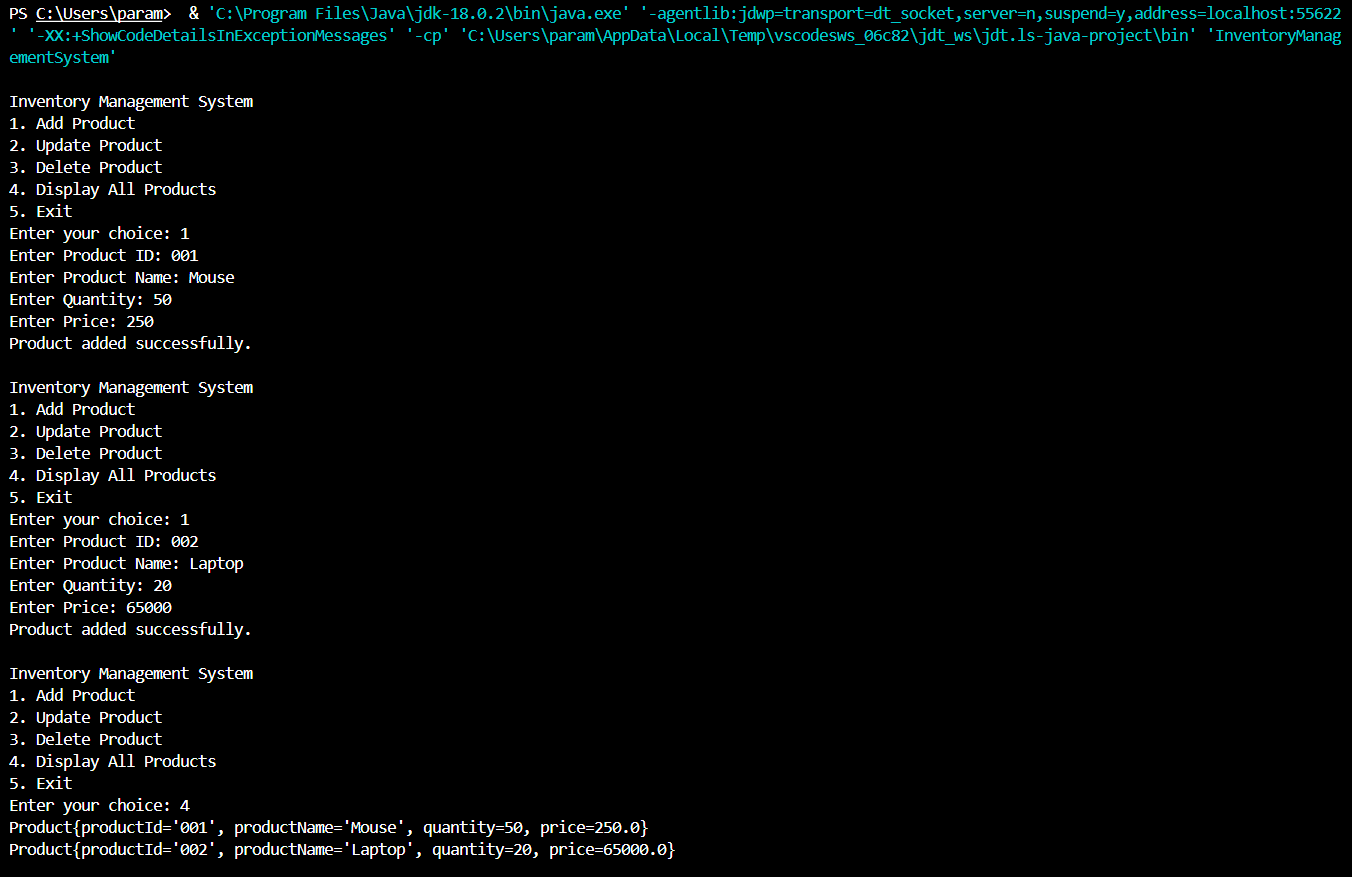 PS C:\Users\param>  & 'C:\Program Files\Java\jdk-18.0.2\bin\java.exe' '-agentlib:jdwp=transport=dt_socket,server=n,suspend=y,address=localhost:55622
' '-XX:+ShowCodeDetailsInExceptionMessages' '-cp' 'C:\Users\param\AppData\Local\Temp\vscodesws_06c82\jdt_ws\jdt.ls-java-project\bin' 'InventoryManag
ementSystem'
Inventory Management System
1. Add Product
2. Update Product
3. Delete Product
4. Display All Products
5. Exit
Enter your choice: 1
Enter Product ID: 001
Enter Product Name: Mouse
Enter Quantity: 50
Enter Price: 250
Product added successfully.
Inventory Management System
1. Add Product
2. Update Product
3. Delete Product
4. Display All Products
5. Exit
Enter your choice: 1
Enter Product ID: 002
Enter Product Name: Laptop
Enter Quantity: 20
Enter Price: 65000
Product added successfully.
Inventory Management System
1. Add Product
2. Update Product
3. Delete Product
4. Display All Products
5. Exit
Enter your choice: 4
Product{productId='001', productName='Mouse', quantity=50, price=250.0}
Product{productId='002', productName='Laptop', quantity=20, price=65000.0}